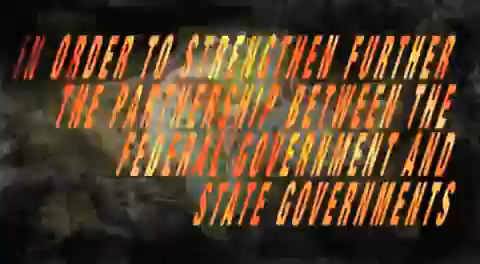 IN ORDER TO STRENGTHEN FURTHER
THE PARTNERSHIP BETWEEN THE
FEDERAL GOVERNMENT AND
STATE GOVERNMENTS